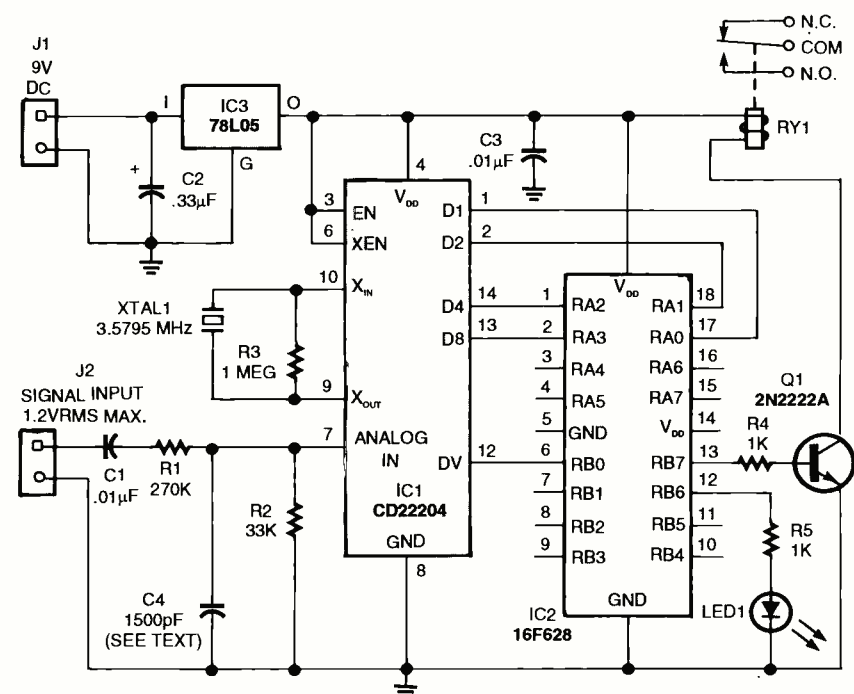 N.C.
COM
N.O.
J1
9V
DC
I
IC3
78L05
O
G
RY1
C3
.01µF
+
C2
.33µF
4
V_DD
3
EN
6
XEN
D1
1
D2
2
10
X_IN
XTAL1
3.5795 MHz
R3
1 MEG
9
X_OUT
D4
14
D8
13
J2
SIGNAL INPUT
1.2VRMS MAX.
C1
.01µF
R1
270K
7
ANALOG
IN
R2
33K
DV
12
IC1
CD22204
GND
8
C4
1500pF
(SEE TEXT)
V_DD
1
RA2
RA1
18
2
RA3
RA0
17
3
RA4
RA6
16
4
RA5
RA7
15
5
GND
V_DD
14
6
RB0
RB7
13
7
RB1
RB6
12
8
RB2
RB5
11
9
RB3
RB4
10
GND
IC2
16F628
Q1
2N2222A
R4
1K
R5
1K
LED1